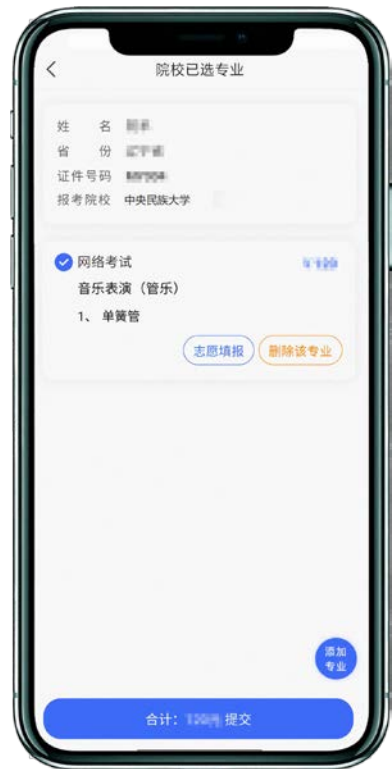 院校已选专业
姓 名
省 份
证件号码
报考院校 中央民族大学
网络考试
音乐表演（管乐）
1、 单簧管
志愿填报 删除该专业
添加
专业
合计： 提交